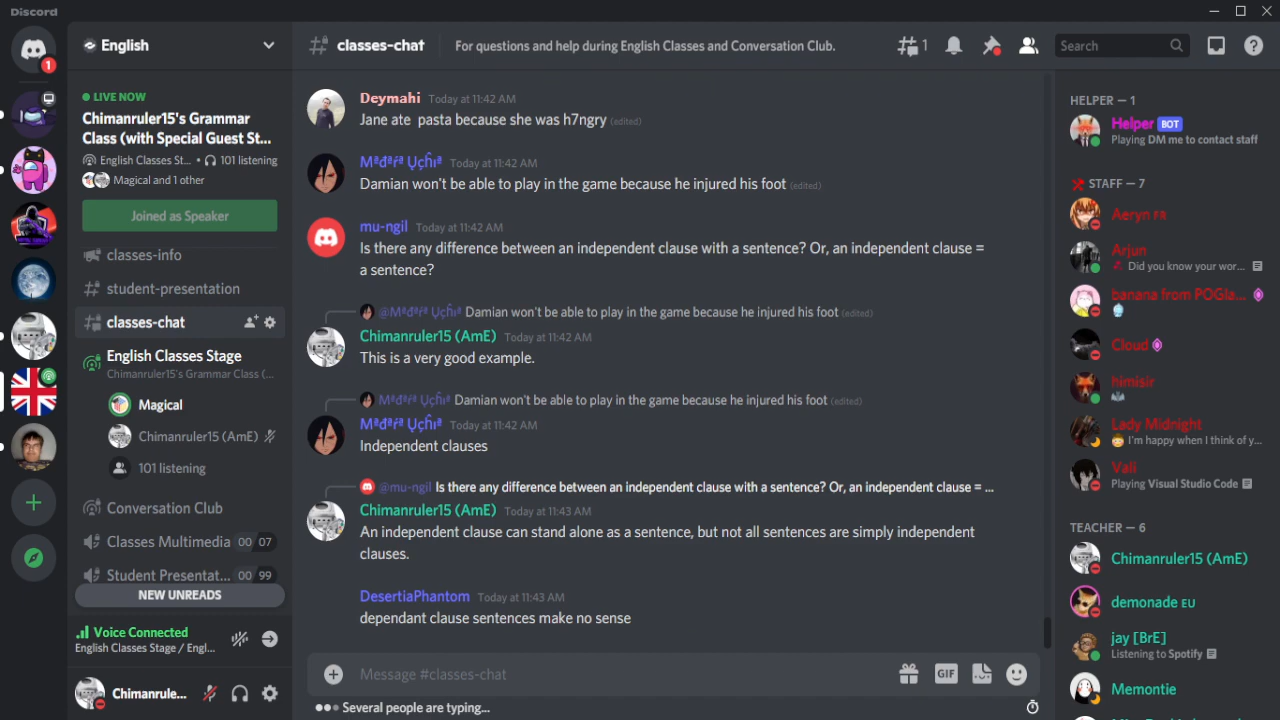 Discord
1
English
LIVE NOW
Chimanruler15's Grammar
Class (with Special Guest St...
English Classes St... • 101 listening
Magical and 1 other
Joined as Speaker
classes-info
student-presentation
classes-chat
English Classes Stage
Chimanruler15's Grammar Class (...
Magical
Chimanruler15 (AmE)
101 listening
Conversation Club
Classes Multimedia 00 07
Student Presentat... 00 99
NEW UNREADS
Voice Connected
English Classes Stage / Engl...
Chimanrule...
classes-chat
For questions and help during English Classes and Conversation Club.
1
Search
Deymahi Today at 11:42 AM
Jane ate pasta because she was h7ngry (edited)
Mªđªŕª Ųçĥıª Today at 11:42 AM
Damian won't be able to play in the game because he injured his foot (edited)
mu-ngil Today at 11:42 AM
Is there any difference between an independent clause with a sentence? Or, an independent clause =
a sentence?
@Mªđªŕª Ųçĥıª Damian won't be able to play in the game because he injured his foot (edited)
Chimanruler15 (AmE) Today at 11:42 AM
This is a very good example.
Mªđªŕª Ųçĥıª Damian won't be able to play in the game because he injured his foot (edited)
Mªđªŕª Ųçĥıª Today at 11:42 AM
Independent clauses
@mu-ngil Is there any difference between an independent clause with a sentence? Or, an independent clause = ...
Chimanruler15 (AmE) Today at 11:43 AM
An independent clause can stand alone as a sentence, but not all sentences are simply independent
clauses.
DesertiaPhantom Today at 11:43 AM
dependant clause sentences make no sense
Message #classes-chat
GIF
Several people are typing...
HELPER — 1
Helper BOT
Playing DM me to contact staff
STAFF — 7
Aeryn FR
Arjun
Did you know your wor...
banana from POGla...
Cloud
himisir
Lady Midnight
I'm happy when I think of y...
Vali
Playing Visual Studio Code
TEACHER — 6
Chimanruler15 (AmE)
demonade EU
jay [BrE]
Listening to Spotify
Memontie